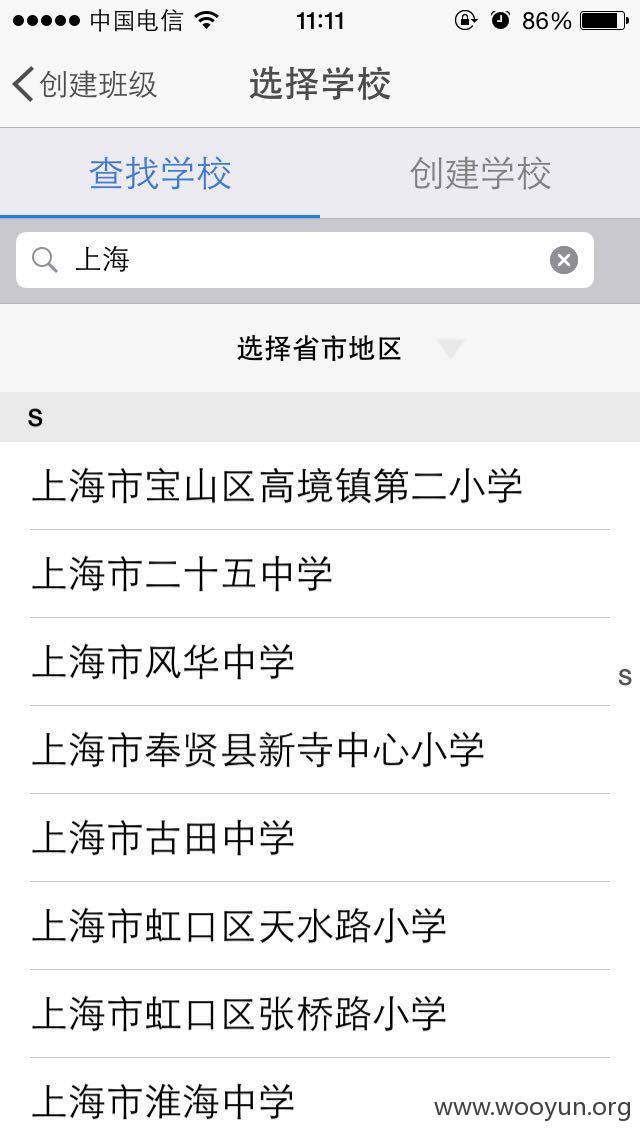 中国电信 11:11 86%
创建班级 选择学校
查找学校 创建学校
上海
选择省市地区
S
上海市宝山区高境镇第二小学
上海市二十五中学
上海市风华中学
S
上海市奉贤县新寺中心小学
上海市古田中学
上海市虹口区天水路小学
上海市虹口区张桥路小学
上海市淮海中学
www.wooyun.org